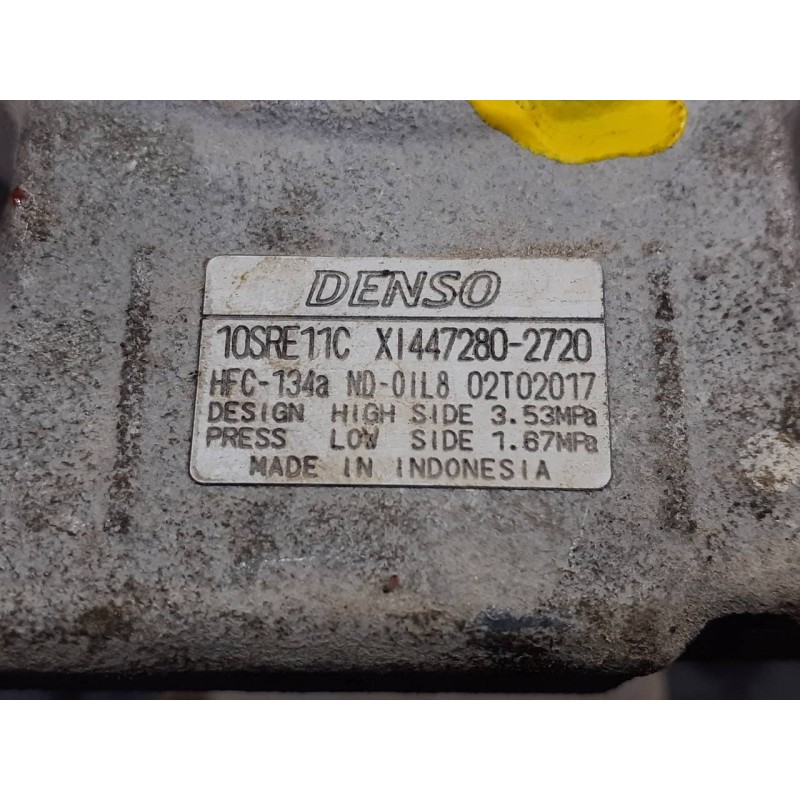 DENSO
10SRE11C XI447280-2720
HFC-134a ND-OIL8 02T02017
DESIGN HIGH SIDE 3.53MPa
PRESS LOW SIDE 1.67MPa
MADE IN INDONESIA